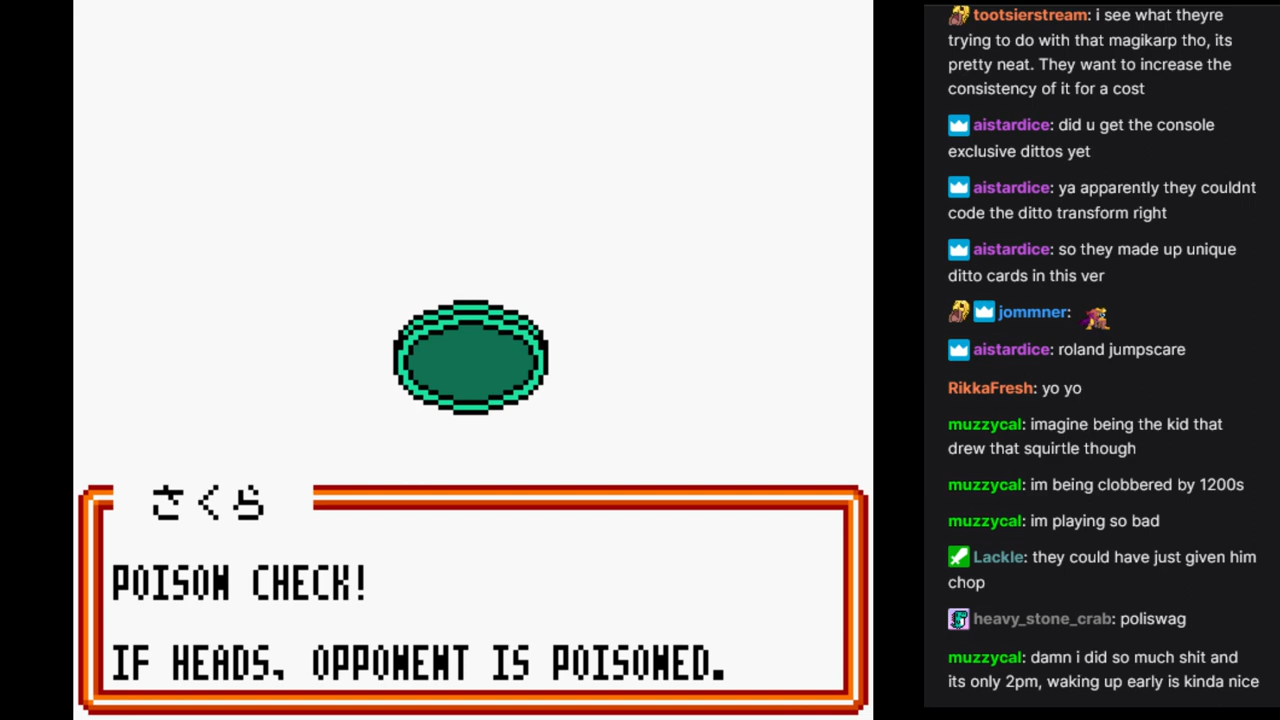 さくら
POISON CHECK!
IF HEADS, OPPONENT IS POISONED.
tootsierstream: i see what theyre
trying to do with that magikarp tho, its
pretty neat. They want to increase the
consistency of it for a cost
aistardice: did u get the console
exclusive dittos yet
aistardice: ya apparently they couldnt
code the ditto transform right
aistardice: so they made up unique
ditto cards in this ver
jommner:
aistardice: roland jumpscare
RikkaFresh: yo yo
muzzycal: imagine being the kid that
drew that squirtle though
muzzycal: im being clobbered by 1200s
muzzycal: im playing so bad
Lackle: they could have just given him
chop
heavy_stone_crab: poliswag
muzzycal: damn i did so much shit and
its only 2pm, waking up early is kinda nice